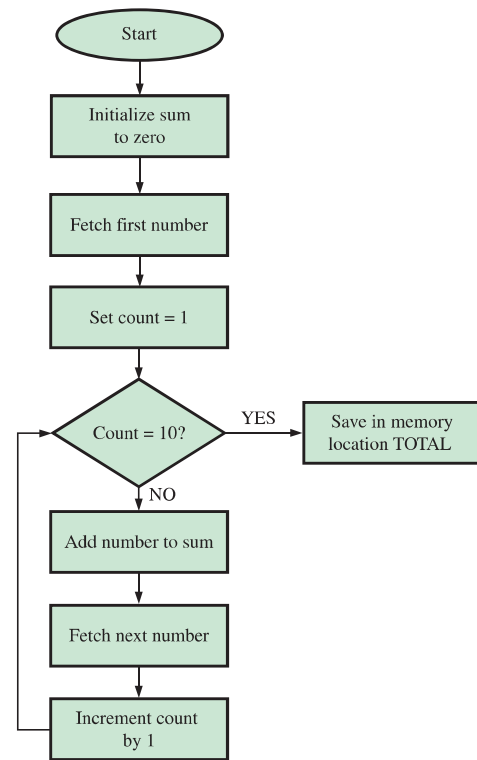 Start
Initialize sum
to zero
Fetch first number
Set count = 1
Count = 10?
YES
Save in memory
location TOTAL
NO
Add number to sum
Fetch next number
Increment count
by 1